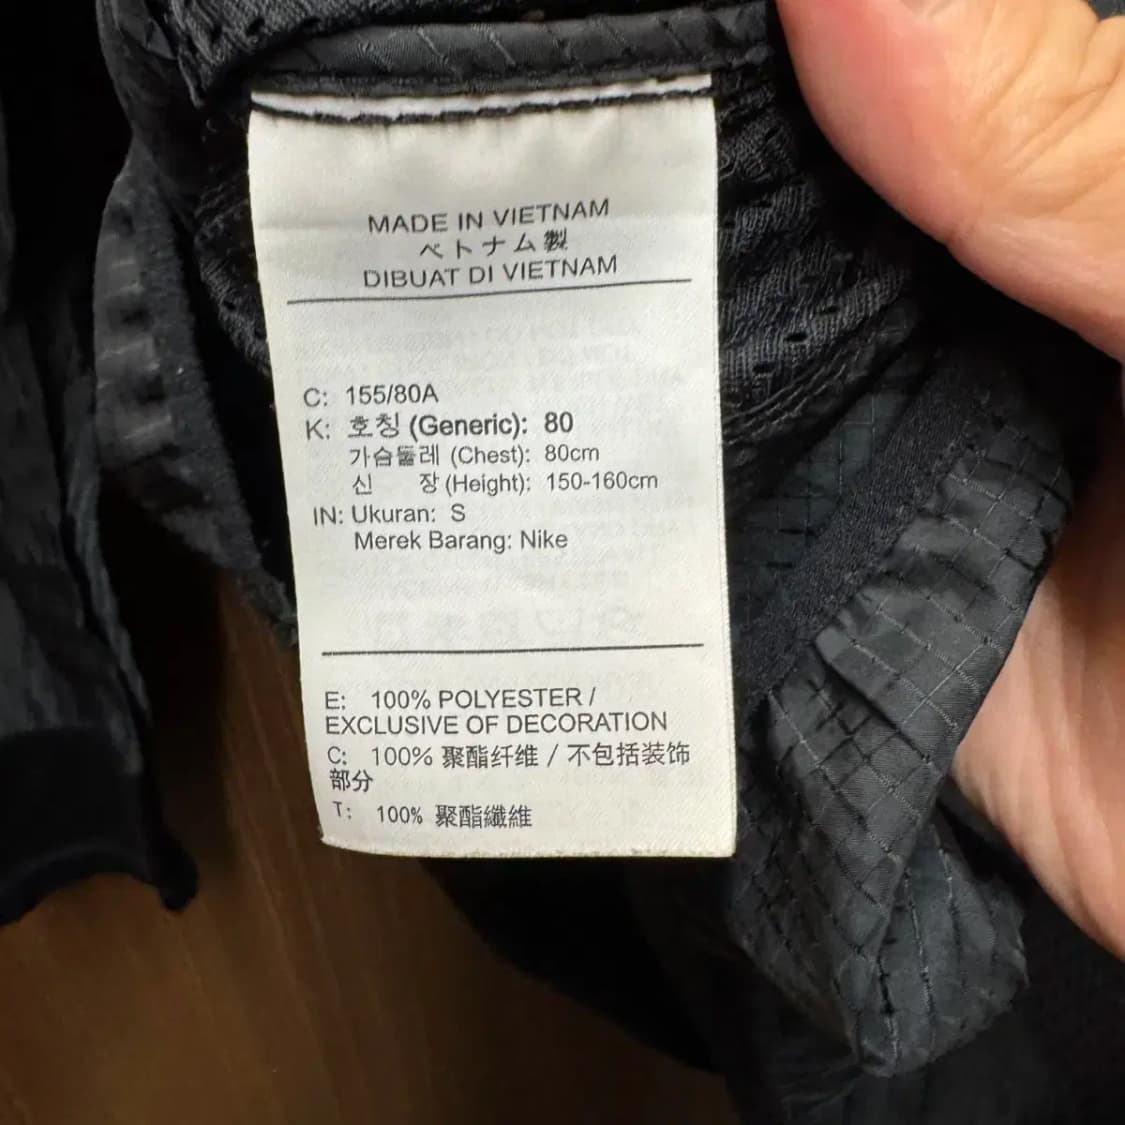 MADE IN VIETNAM
ベトナム製
DIBUAT DI VIETNAM
C: 155/80A
K: 호칭 (Generic): 80
가슴둘레 (Chest): 80cm
신 장 (Height): 150-160cm
IN: Ukuran: S
Merek Barang: Nike
E: 100% POLYESTER /
EXCLUSIVE OF DECORATION
C: 100% 聚酯纤维 / 不包括装饰
部分
T: 100% 聚酯纖維